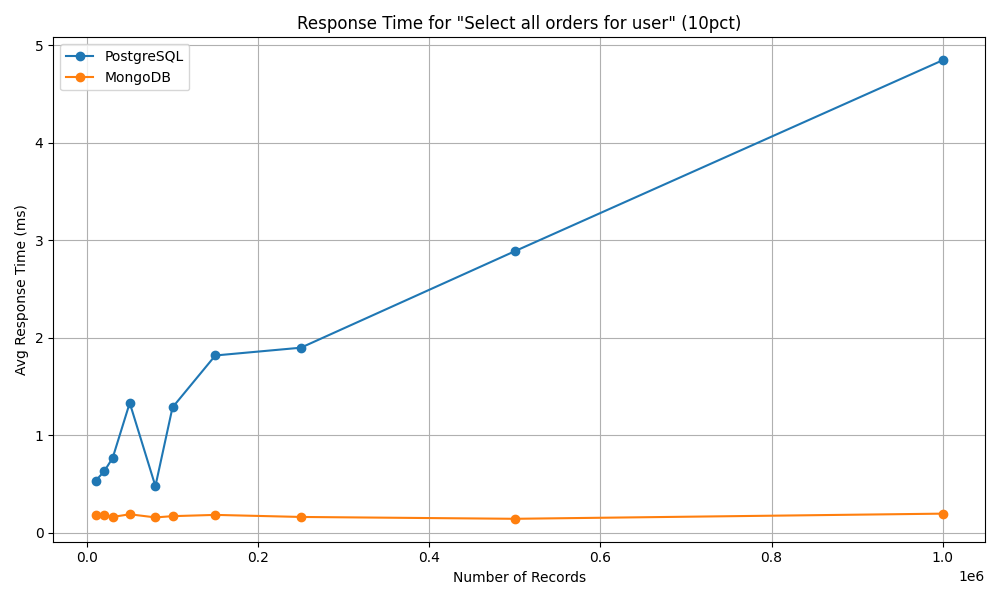 Response Time for "Select all orders for user" (10pct)
PostgreSQL
MongoDB
Avg Response Time (ms)
5
4
3
2
1
0
0.0 0.2 0.4 0.6 0.8 1.0
1e6
Number of Records